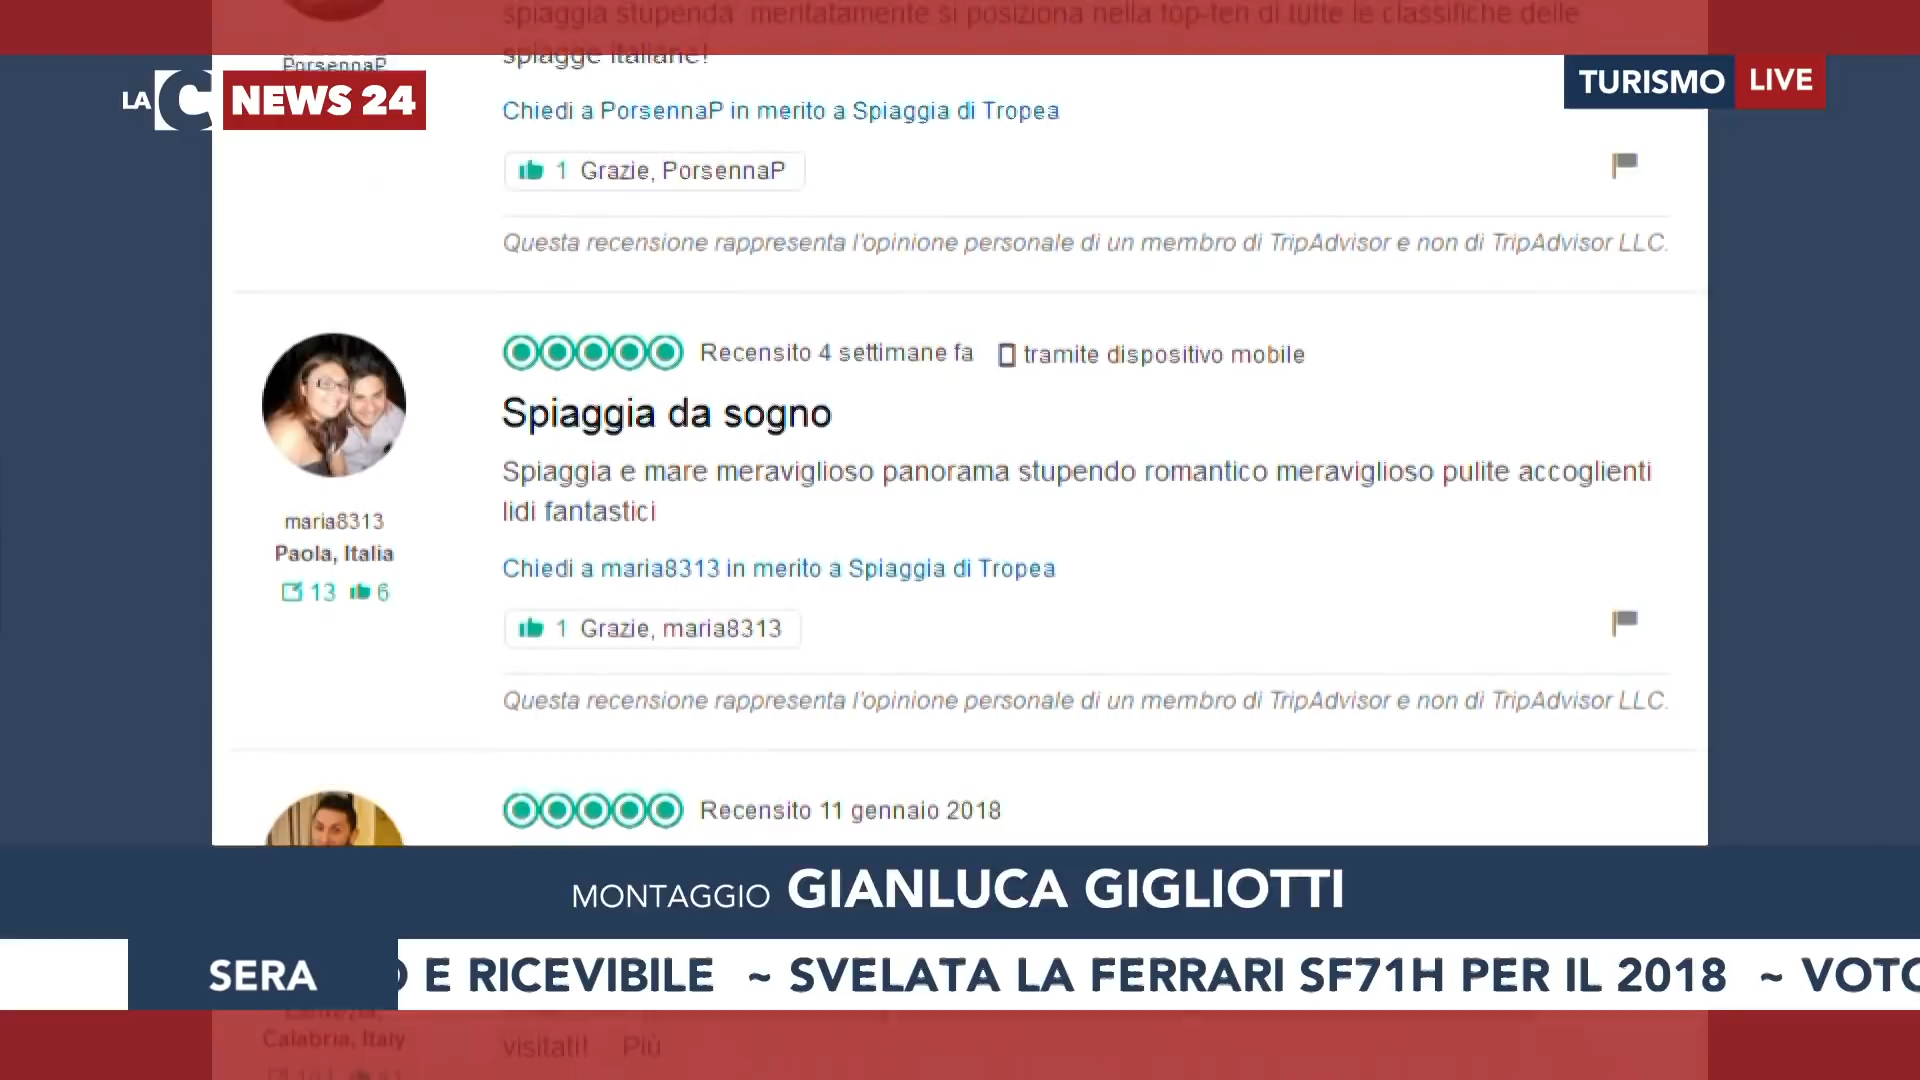 spiaggia stupenda meritatamente si posiziona nella top-ten di tutte le classifiche delle
spiagge italiane!
PorsennaP
LA C NEWS 24
TURISMO LIVE
Chiedi a PorsennaP in merito a Spiaggia di Tropea
1 Grazie, PorsennaP
Questa recensione rappresenta l'opinione personale di un membro di TripAdvisor e non di TripAdvisor LLC.
Recensito 4 settimane fa tramite dispositivo mobile
Spiaggia da sogno
Spiaggia e mare meraviglioso panorama stupendo romantico meraviglioso pulite accoglienti
lidi fantastici
maria8313
Paola, Italia
13 6
Chiedi a maria8313 in merito a Spiaggia di Tropea
1 Grazie, maria8313
Questa recensione rappresenta l'opinione personale di un membro di TripAdvisor e non di TripAdvisor LLC.
Recensito 11 gennaio 2018
MONTAGGIO GIANLUCA GIGLIOTTI
SERA
E RICEVIBILE ~ SVELATA LA FERRARI SF71H PER IL 2018 ~ VOTO
Calabria, Italy
visitati! Più